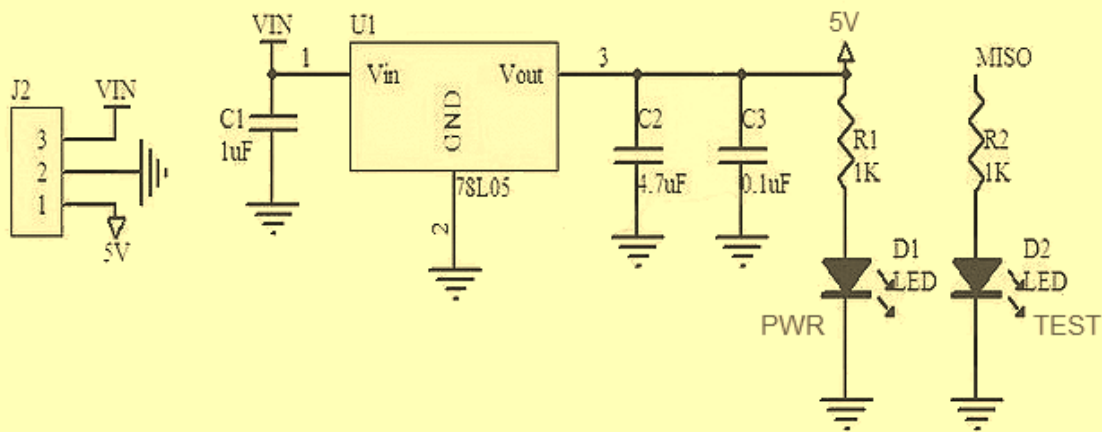 J2
VIN
3
2
1
5V
VIN
1
C1
1uF
U1
Vin
Vout
GND
78L05
2
3
C2
4.7uF
C3
0.1uF
5V
R1
1K
D1
LED
PWR
MISO
R2
1K
D2
LED
TEST